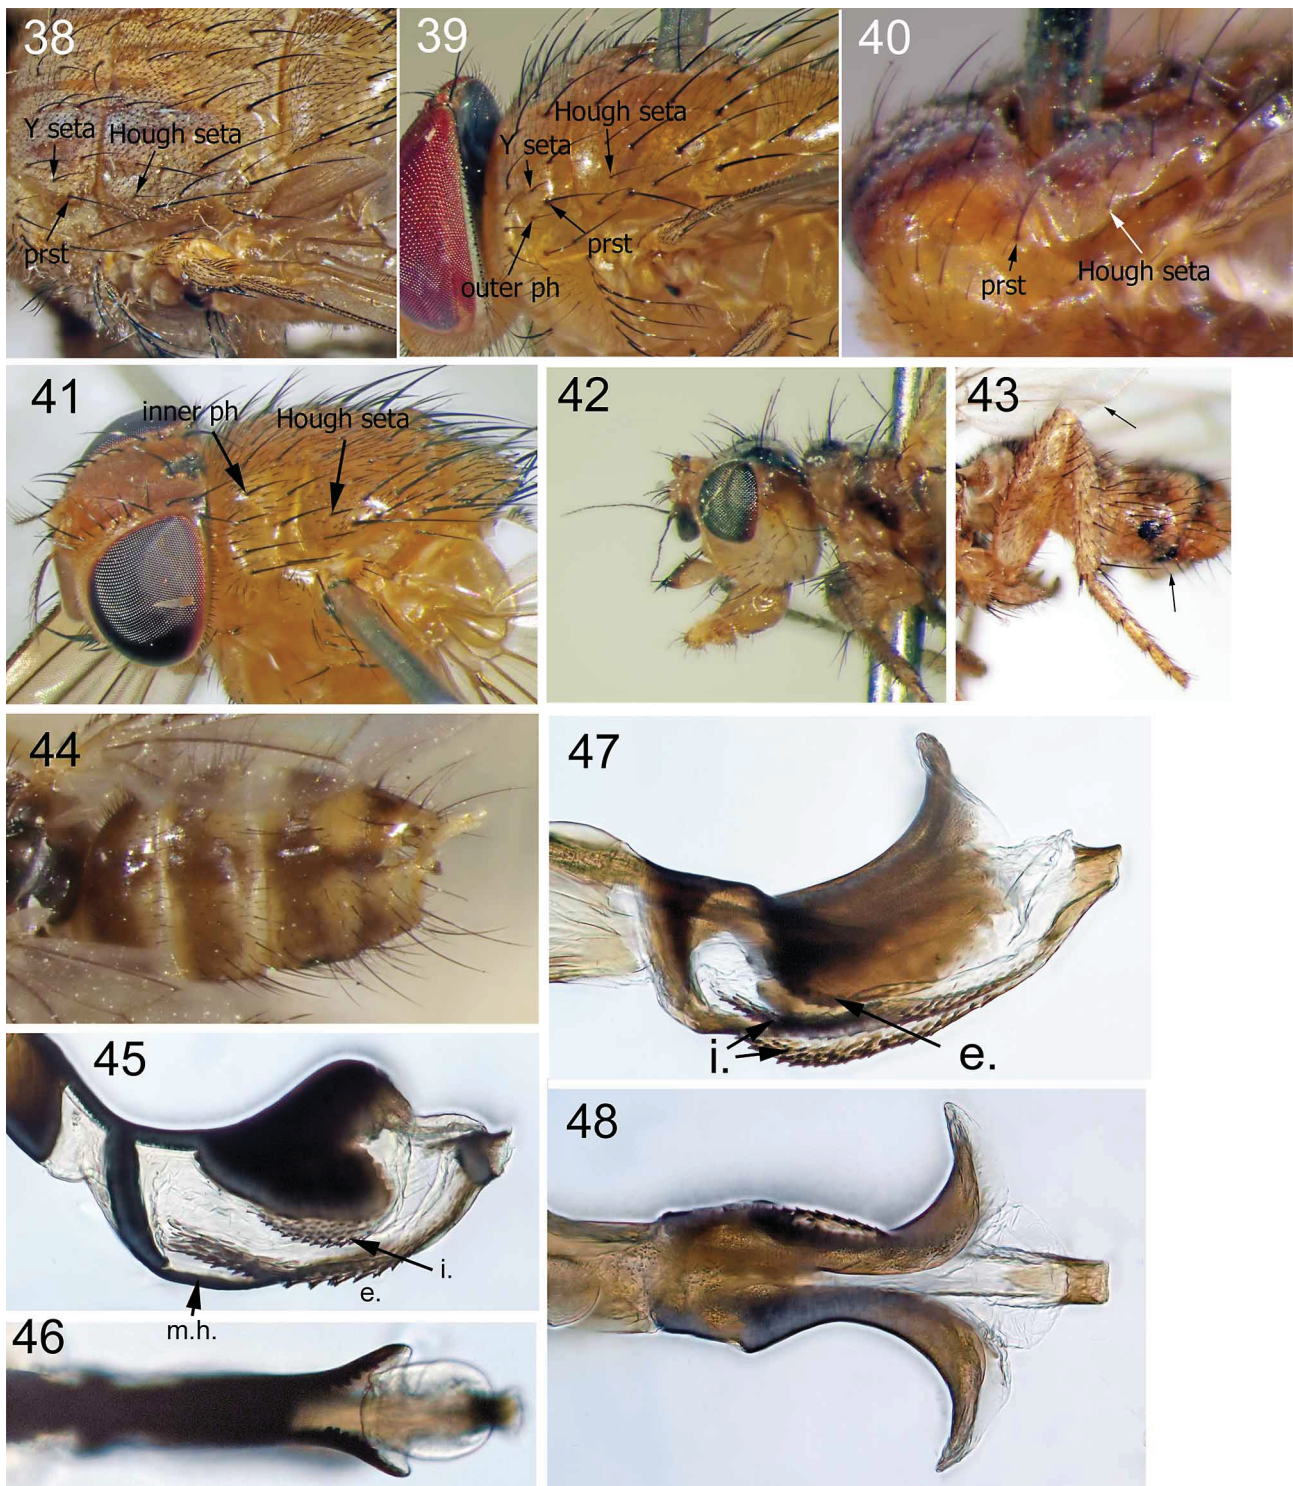 38
Y seta
Hough seta
prst
39
Hough seta
Y seta
prst
outer ph
40
prst
Hough seta
41
inner ph
Hough seta
42
43
44
47
i.
e.
45
i.
e.
m.h.
46
48